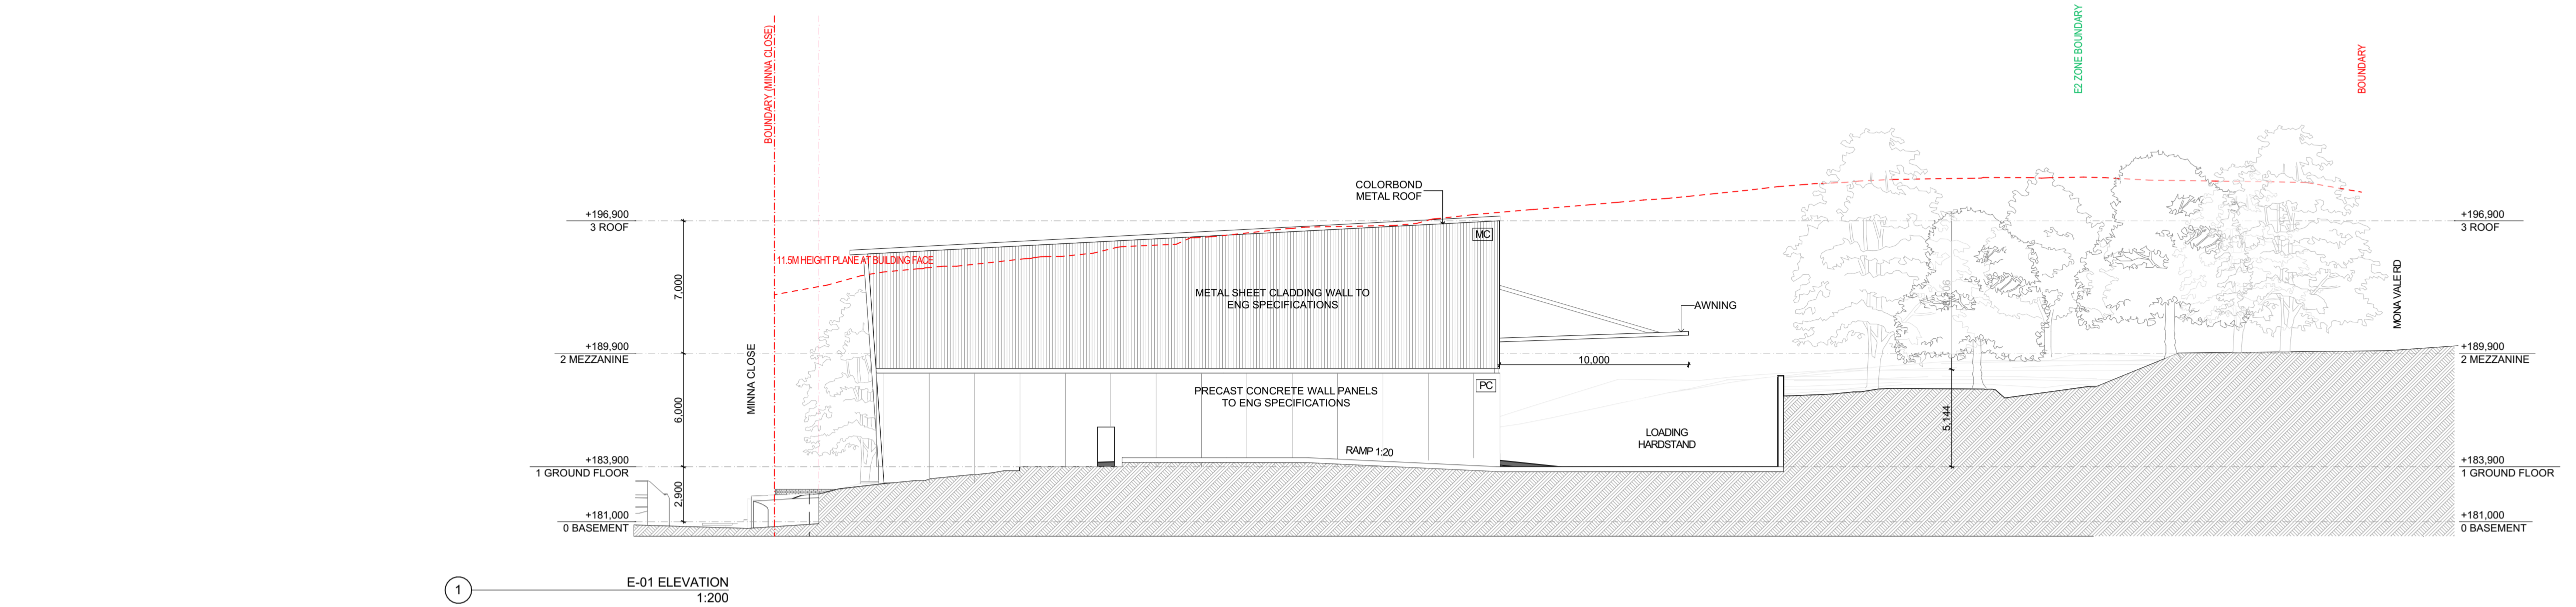 BOUNDARY (MINNA CLOSE)
E2 ZONE BOUNDARY
BOUNDARY
COLORBOND
METAL ROOF
+196,900
3 ROOF
+196,900
3 ROOF
MC
11.5M HEIGHT PLANE AT BUILDING FACE
7,000
METAL SHEET CLADDING WALL TO
ENG SPECIFICATIONS
AWNING
MONA VALE RD
+189,900
2 MEZZANINE
10,000
+189,900
2 MEZZANINE
MINNA CLOSE
PRECAST CONCRETE WALL PANELS
TO ENG SPECIFICATIONS
PC
6,000
5,144
LOADING
HARDSTAND
RAMP 1:20
+183,900
1 GROUND FLOOR
+183,900
1 GROUND FLOOR
2,900
+181,000
0 BASEMENT
+181,000
0 BASEMENT
1
E-01 ELEVATION
1:200